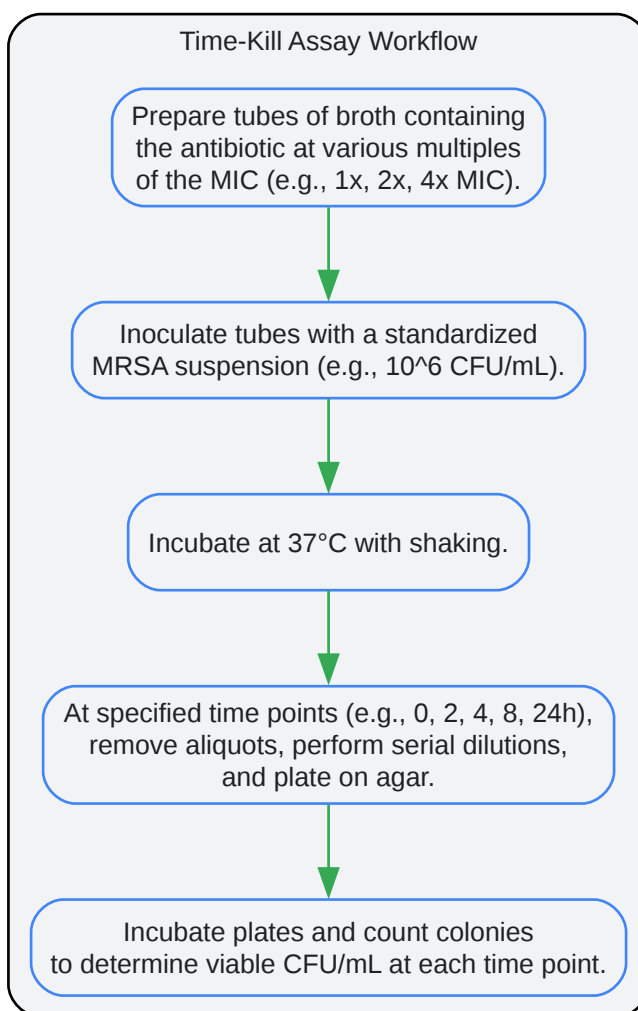 Time-Kill Assay Workflow
Prepare tubes of broth containing
the antibiotic at various multiples
of the MIC (e.g., 1x, 2x, 4x MIC).
Inoculate tubes with a standardized
MRSA suspension (e.g., 10^6 CFU/mL).
Incubate at 37°C with shaking.
At specified time points (e.g., 0, 2, 4, 8, 24h),
remove aliquots, perform serial dilutions,
and plate on agar.
Incubate plates and count colonies
to determine viable CFU/mL at each time point.